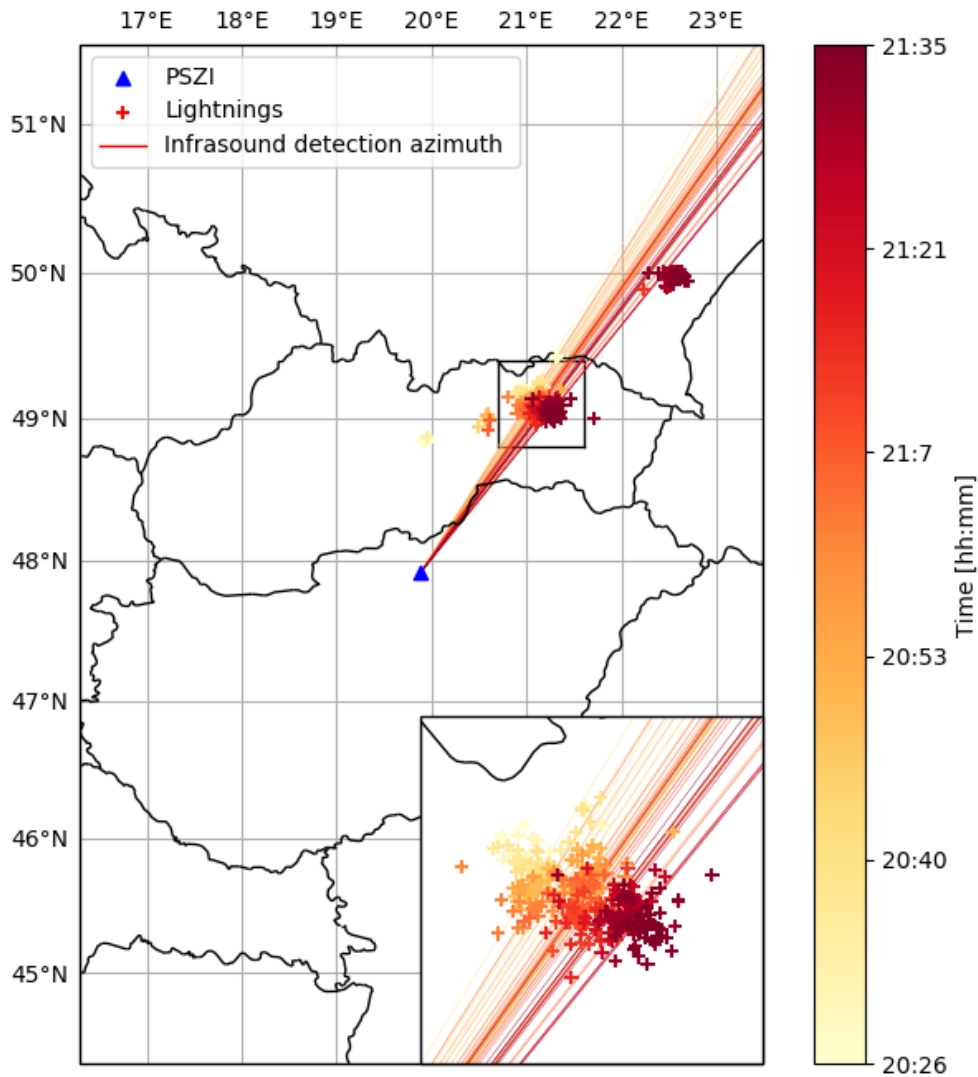 17°E 18°E 19°E 20°E 21°E 22°E 23°E
PSZI
Lightnings
Infrasound detection azimuth
51°N
50°N
49°N
48°N
47°N
46°N
45°N
21:35
21:21
21:7
20:53
20:40
20:26
Time [hh:mm]